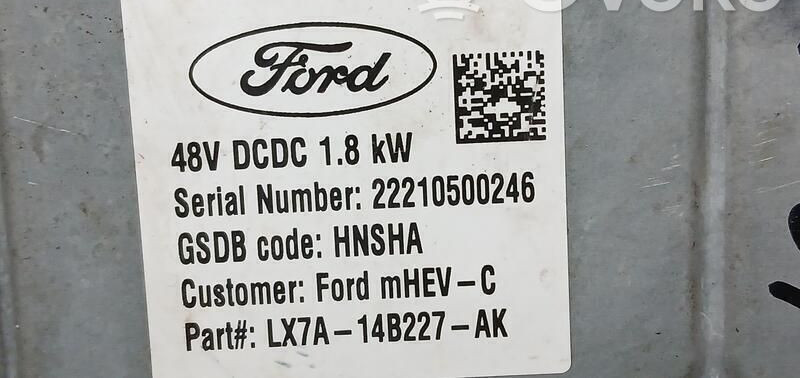 Ford
48V DCDC 1.8 kW
Serial Number: 22210500246
GSDB code: HNSHA
Customer: Ford mHEV-C
Part#: LX7A-14B227-AK